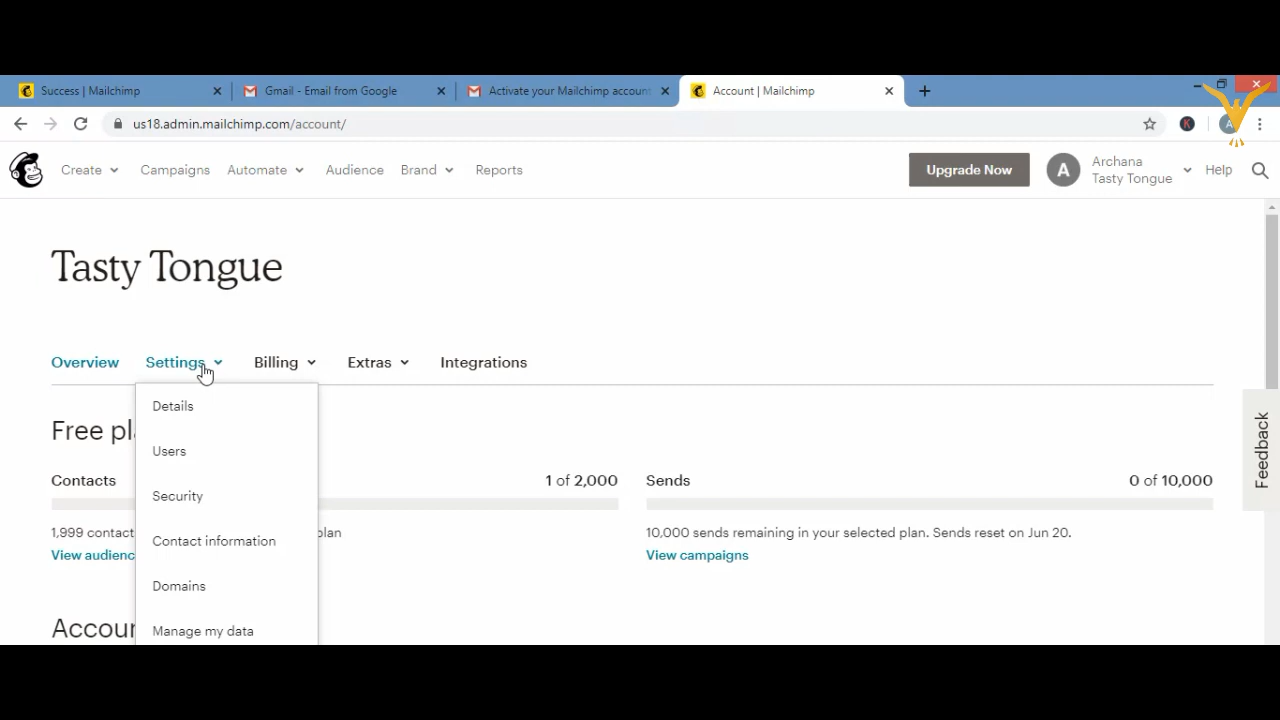 Success | Mailchimp
Gmail - Email from Google
Activate your Mailchimp accoun
Account | Mailchimp
us18.admin.mailchimp.com/account/
K
A
Create
Campaigns
Automate
Audience
Brand
Reports
Upgrade Now
A
Archana
Tasty Tongue
Help
Tasty Tongue
Overview
Settings
Billing
Extras
Integrations
Details
Users
Security
Contact information
Domains
Manage my data
Free pl
Contacts
1 of 2,000
1,999 contact
plan
View audienc
Sends
0 of 10,000
10,000 sends remaining in your selected plan. Sends reset on Jun 20.
View campaigns
Accoun
Feedback